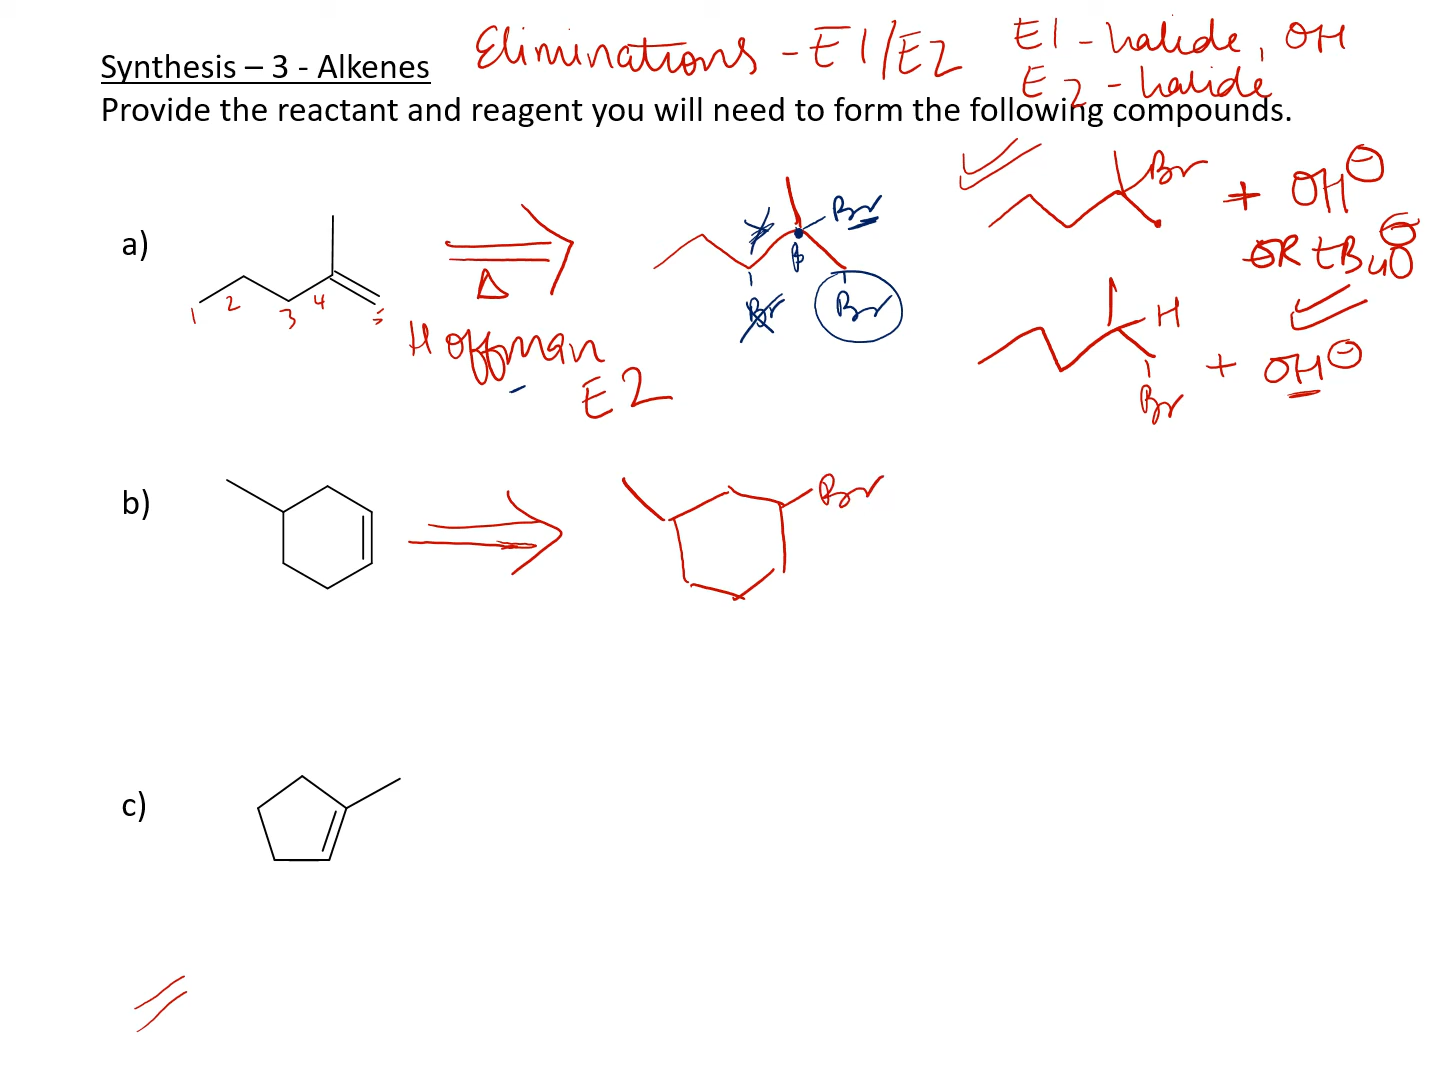 Eliminations - E1/E2
E1 - halide, OH
Synthesis – 3 - Alkenes
E2 - halide
Provide the reactant and reagent you will need to form the following compounds.
Br + OH⊖
OR tBuO⊖
a)
1 2 3 4 5
Δ
Hoffman
E2
Br
β
Br
Br
H
Br
+ OH⊖
b)
Br
c)